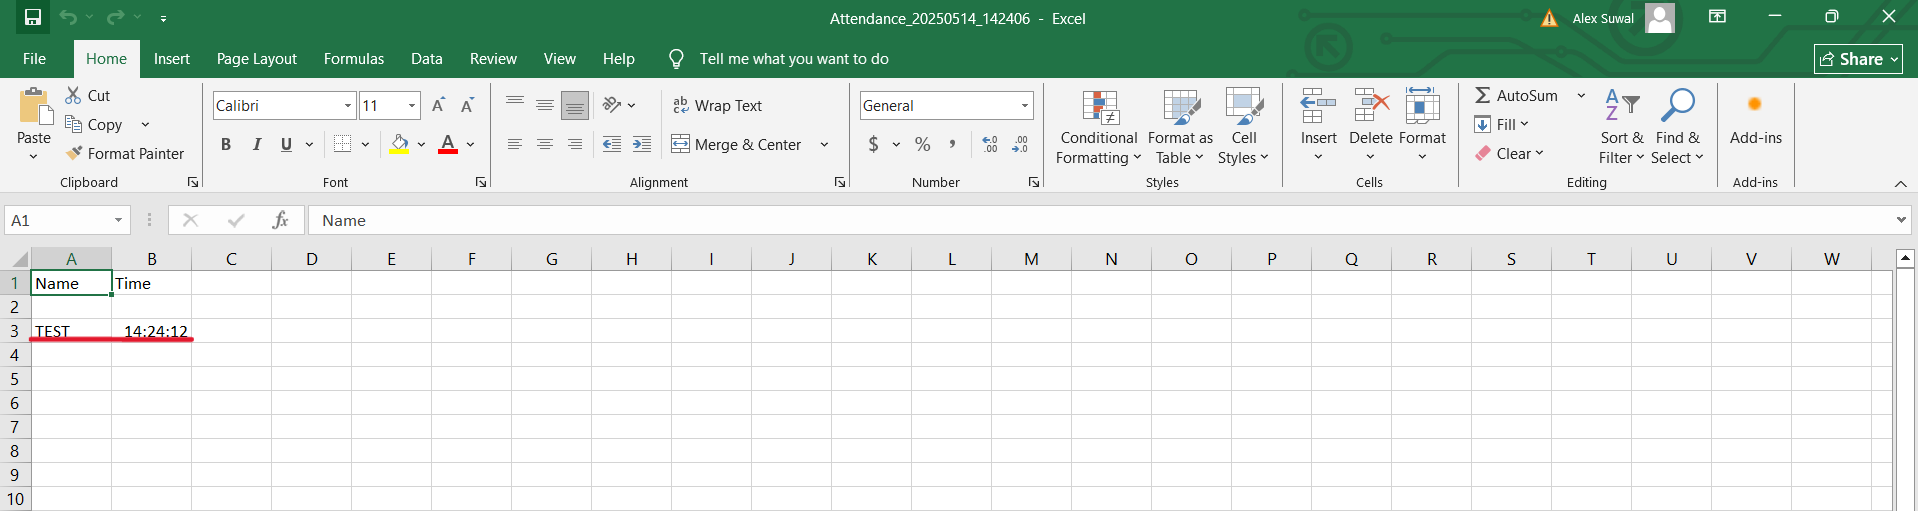 Attendance_20250514_142406 - Excel
Alex Suwal
File Home Insert Page Layout Formulas Data Review View Help Tell me what you want to do
Share
Paste
Cut
Copy
Format Painter
Clipboard
Calibri 11
B I U
Font
Wrap Text
Merge & Center
Alignment
General
$ % ,
Number
Conditional Formatting
Format as Table
Cell Styles
Styles
Insert
Delete
Format
Cells
AutoSum
Fill
Clear
Sort & Filter
Find & Select
Editing
Add-ins
Add-ins
A1 fx Name
A B C D E F G H I J K L M N O P Q R S T U V W
1 Name Time
2
3 TEST 14:24:12
4
5
6
7
8
9
10